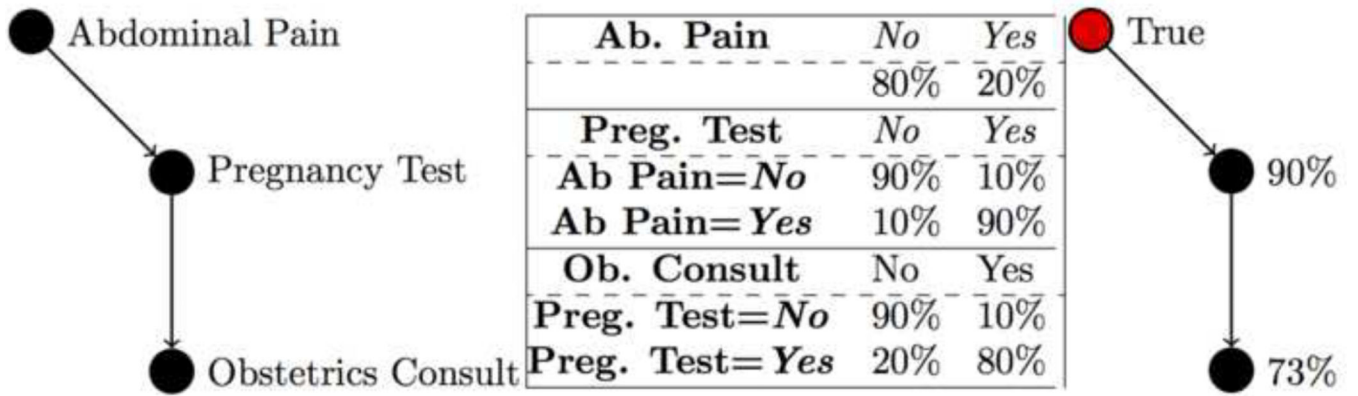 Abdominal Pain
Pregnancy Test
Obstetrics Consult
Ab. Pain No Yes
80% 20%
Preg. Test No Yes
Ab Pain=No 90% 10%
Ab Pain=Yes 10% 90%
Ob. Consult No Yes
Preg. Test=No 90% 10%
Preg. Test=Yes 20% 80%
True
90%
73%